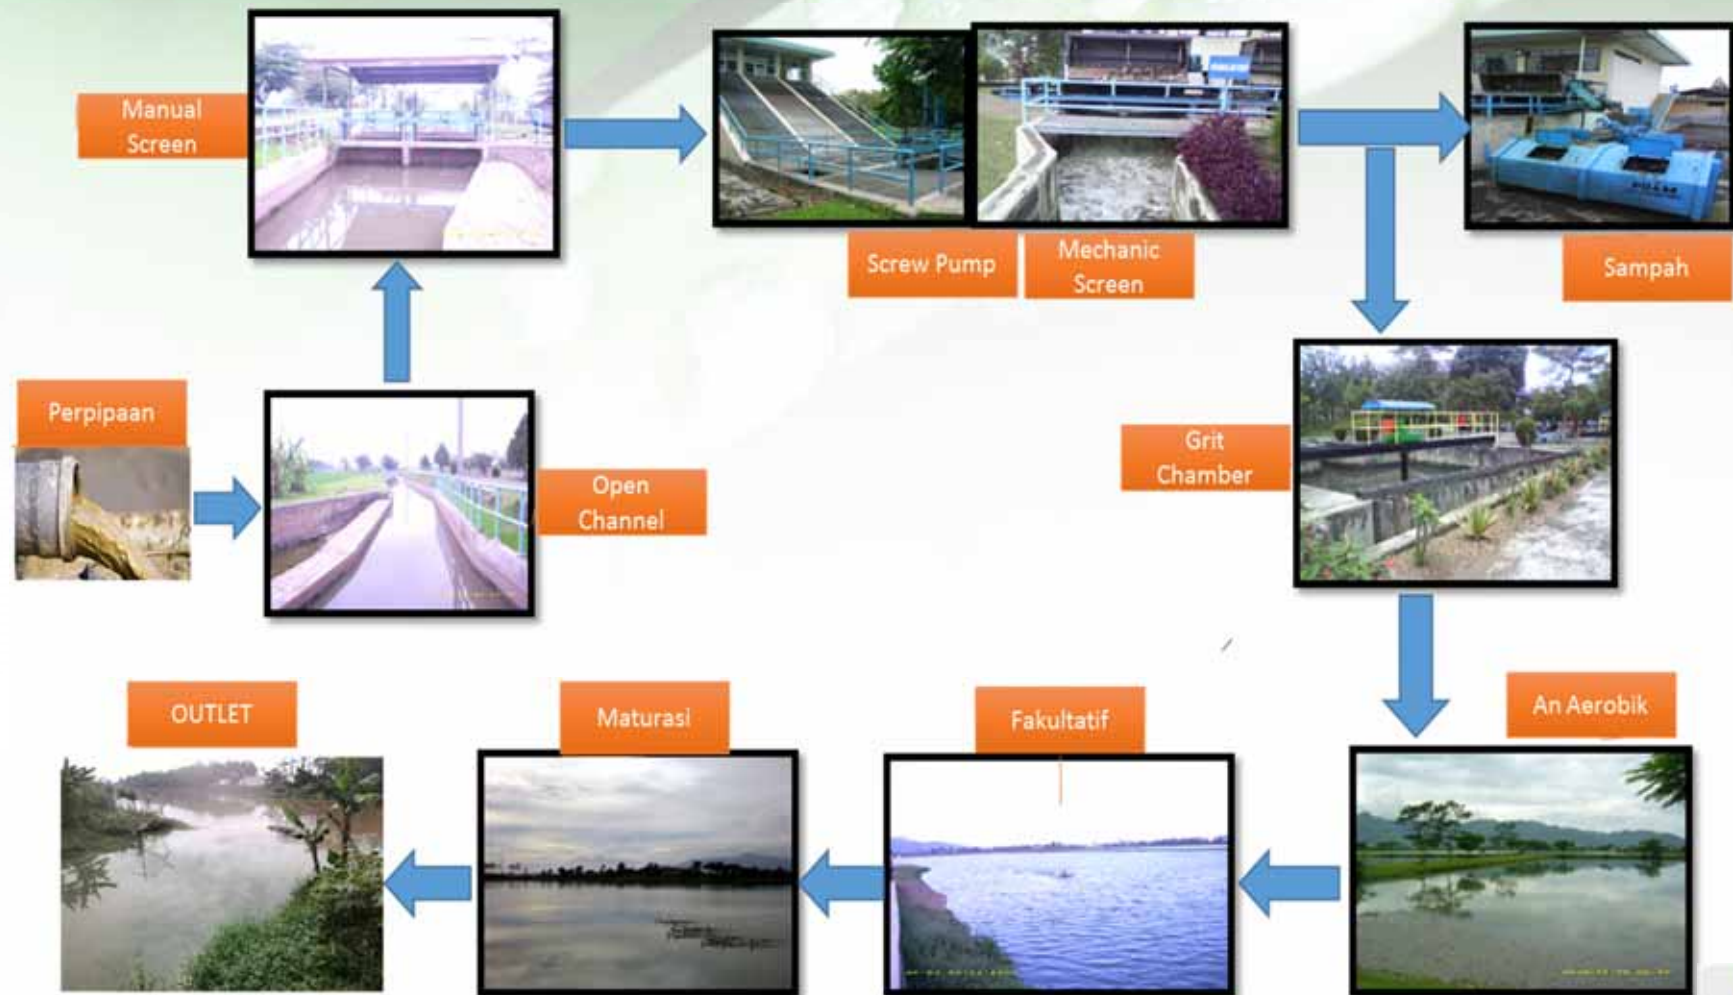 Manual
Screen
Screw Pump
Mechanic
Screen
Sampah
Perpipaan
Open
Channel
Grit
Chamber
OUTLET
Maturasi
Fakultatif
An Aerobik